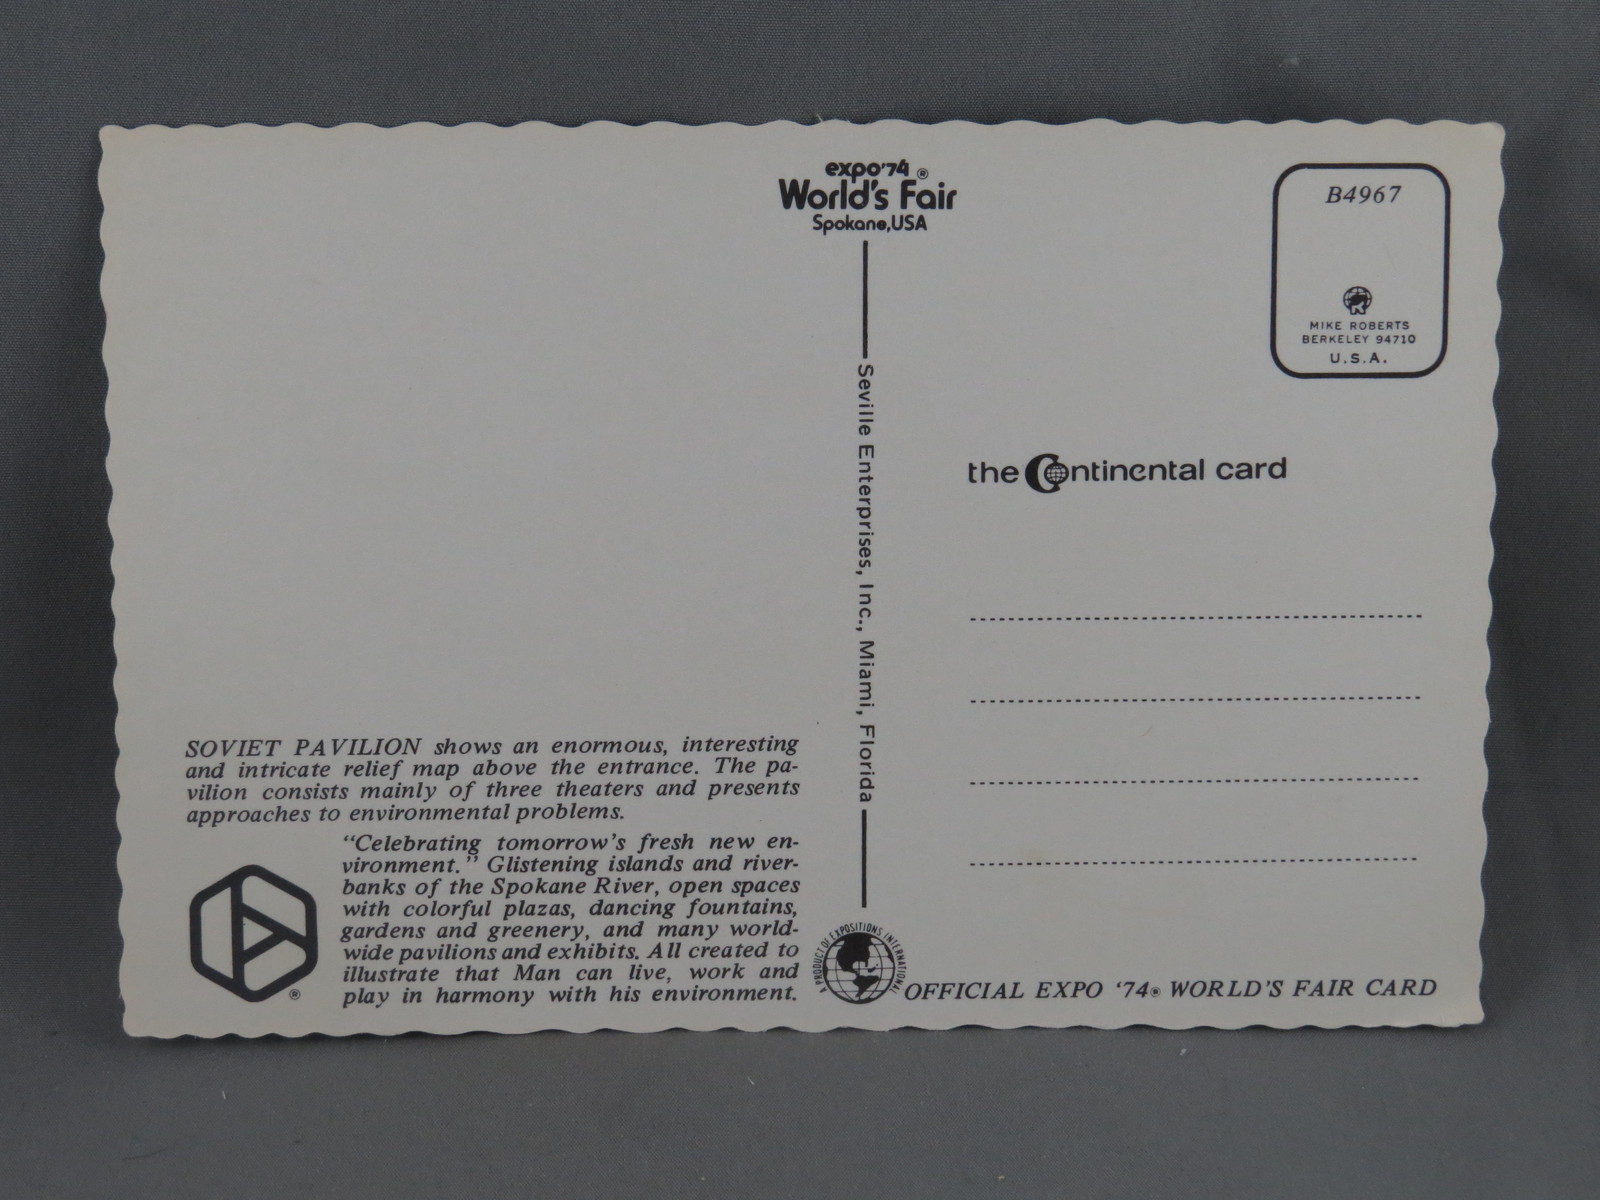 expo'74 ®
World's Fair
Spokane, USA
B4967
MIKE ROBERTS
BERKELEY 94710
U.S.A.
Seville Enterprises, Inc., Miami, Florida
the Continental card
SOVIET PAVILION shows an enormous, interesting
and intricate relief map above the entrance. The pa-
vilion consists mainly of three theaters and presents
approaches to environmental problems.
"Celebrating tomorrow's fresh new en-
vironment." Glistening islands and river-
banks of the Spokane River, open spaces
with colorful plazas, dancing fountains,
gardens and greenery, and many world-
wide pavilions and exhibits. All created to
illustrate that Man can live, work and
play in harmony with his environment.
®
A PRODUCT OF EXPOSITIONS INTERNATIONAL
OFFICIAL EXPO '74® WORLD'S FAIR CARD